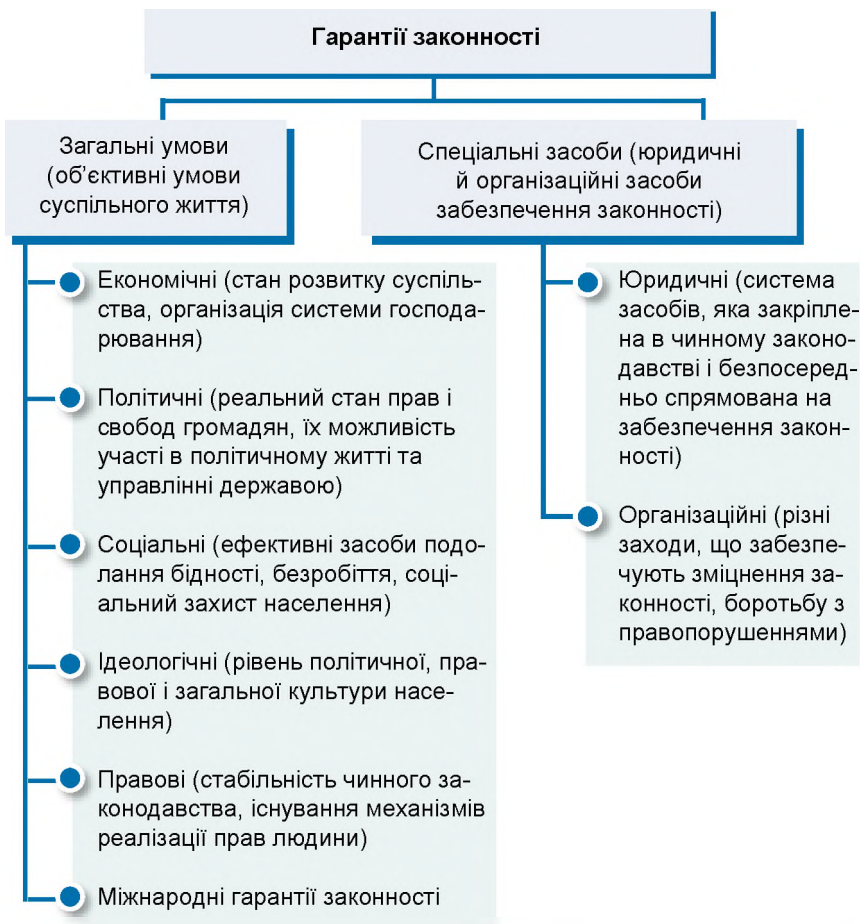 Гарантії законності
Загальні умови
(об’єктивні умови
суспільного життя)
Економічні (стан розвитку суспіль-
ства, організація системи господа-
рювання)
Політичні (реальний стан прав і
свобод громадян, їх можливість
участі в політичному житті та
управлінні державою)
Соціальні (ефективні засоби подо-
лання бідності, безробіття, соці-
альний захист населення)
Ідеологічні (рівень політичної, пра-
вової і загальної культури насе-
лення)
Правові (стабільність чинного за-
конодавства, існування механізмів
реалізації прав людини)
Міжнародні гарантії законності
Спеціальні засоби (юридичні
й організаційні засоби
забезпечення законності)
Юридичні (система
засобів, яка закріпле-
на в чинному законо-
давстві і безпосеред-
ньо спрямована на
забезпечення закон-
ності)
Організаційні (різні
заходи, що забезпе-
чують зміцнення за-
конності, боротьбу з
правопорушеннями)